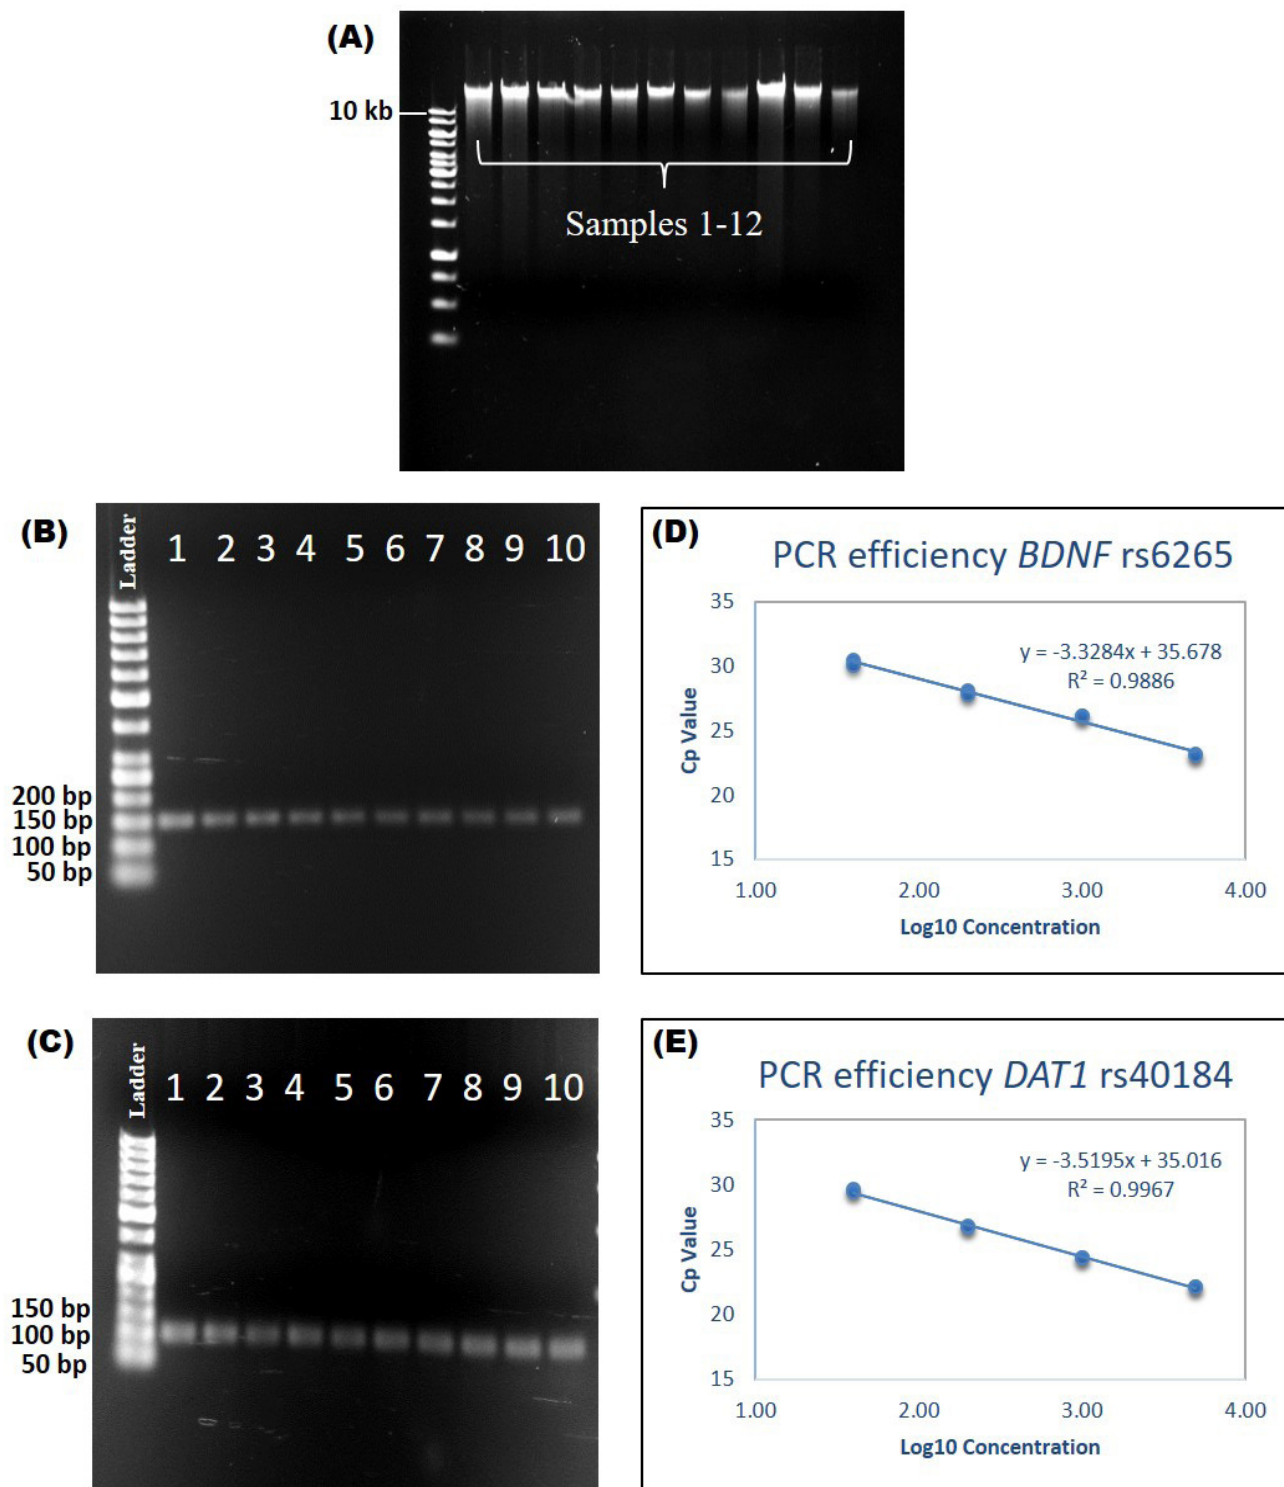 (A)
10 kb
Samples 1-12
(B)
Ladder
1 2 3 4 5 6 7 8 9 10
200 bp
150 bp
100 bp
50 bp
(D)
PCR efficiency BDNF rs6265
35
30
25
20
15
y = -3.3284x + 35.678
R² = 0.9886
Cp Value
1.00 2.00 3.00 4.00
Log10 Concentration
(C)
Ladder
1 2 3 4 5 6 7 8 9 10
150 bp
100 bp
50 bp
(E)
PCR efficiency DAT1 rs40184
35
30
25
20
15
y = -3.5195x + 35.016
R² = 0.9967
Cp Value
1.00 2.00 3.00 4.00
Log10 Concentration